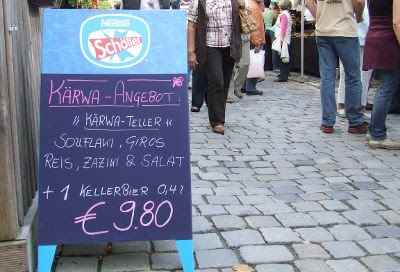 Nestlé
Schöller
KÄRWA-ANGEBOT:
" KÄRWA-TELLER "
SOUFLAKI, GIROS
REIS, ZAZIKI & SALAT
+ 1 KELLERBIER 0,4 l
€ 9.80